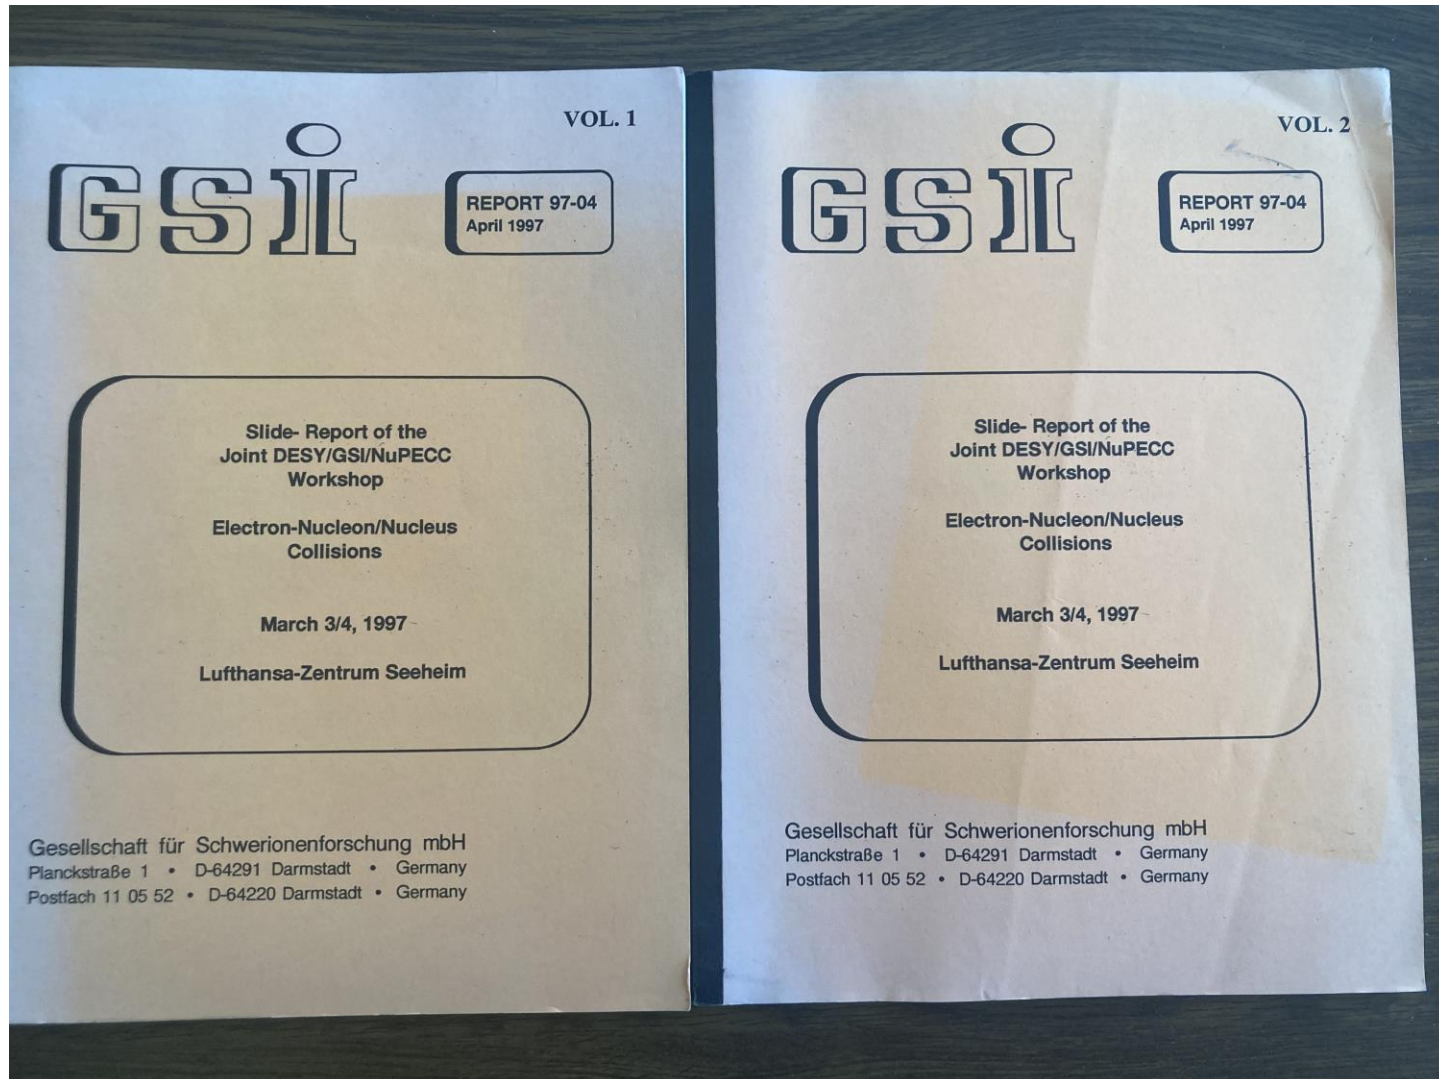 VOL. 1
GSI
REPORT 97-04
April 1997
Slide- Report of the
Joint DESY/GSI/NuPECC
Workshop
Electron-Nucleon/Nucleus
Collisions
March 3/4, 1997
Lufthansa-Zentrum Seeheim
Gesellschaft für Schwerionenforschung mbH
Planckstraße 1 • D-64291 Darmstadt • Germany
Postfach 11 05 52 • D-64220 Darmstadt • Germany
VOL. 2
GSI
REPORT 97-04
April 1997
Slide- Report of the
Joint DESY/GSI/NuPECC
Workshop
Electron-Nucleon/Nucleus
Collisions
March 3/4, 1997
Lufthansa-Zentrum Seeheim
Gesellschaft für Schwerionenforschung mbH
Planckstraße 1 • D-64291 Darmstadt • Germany
Postfach 11 05 52 • D-64220 Darmstadt • Germany